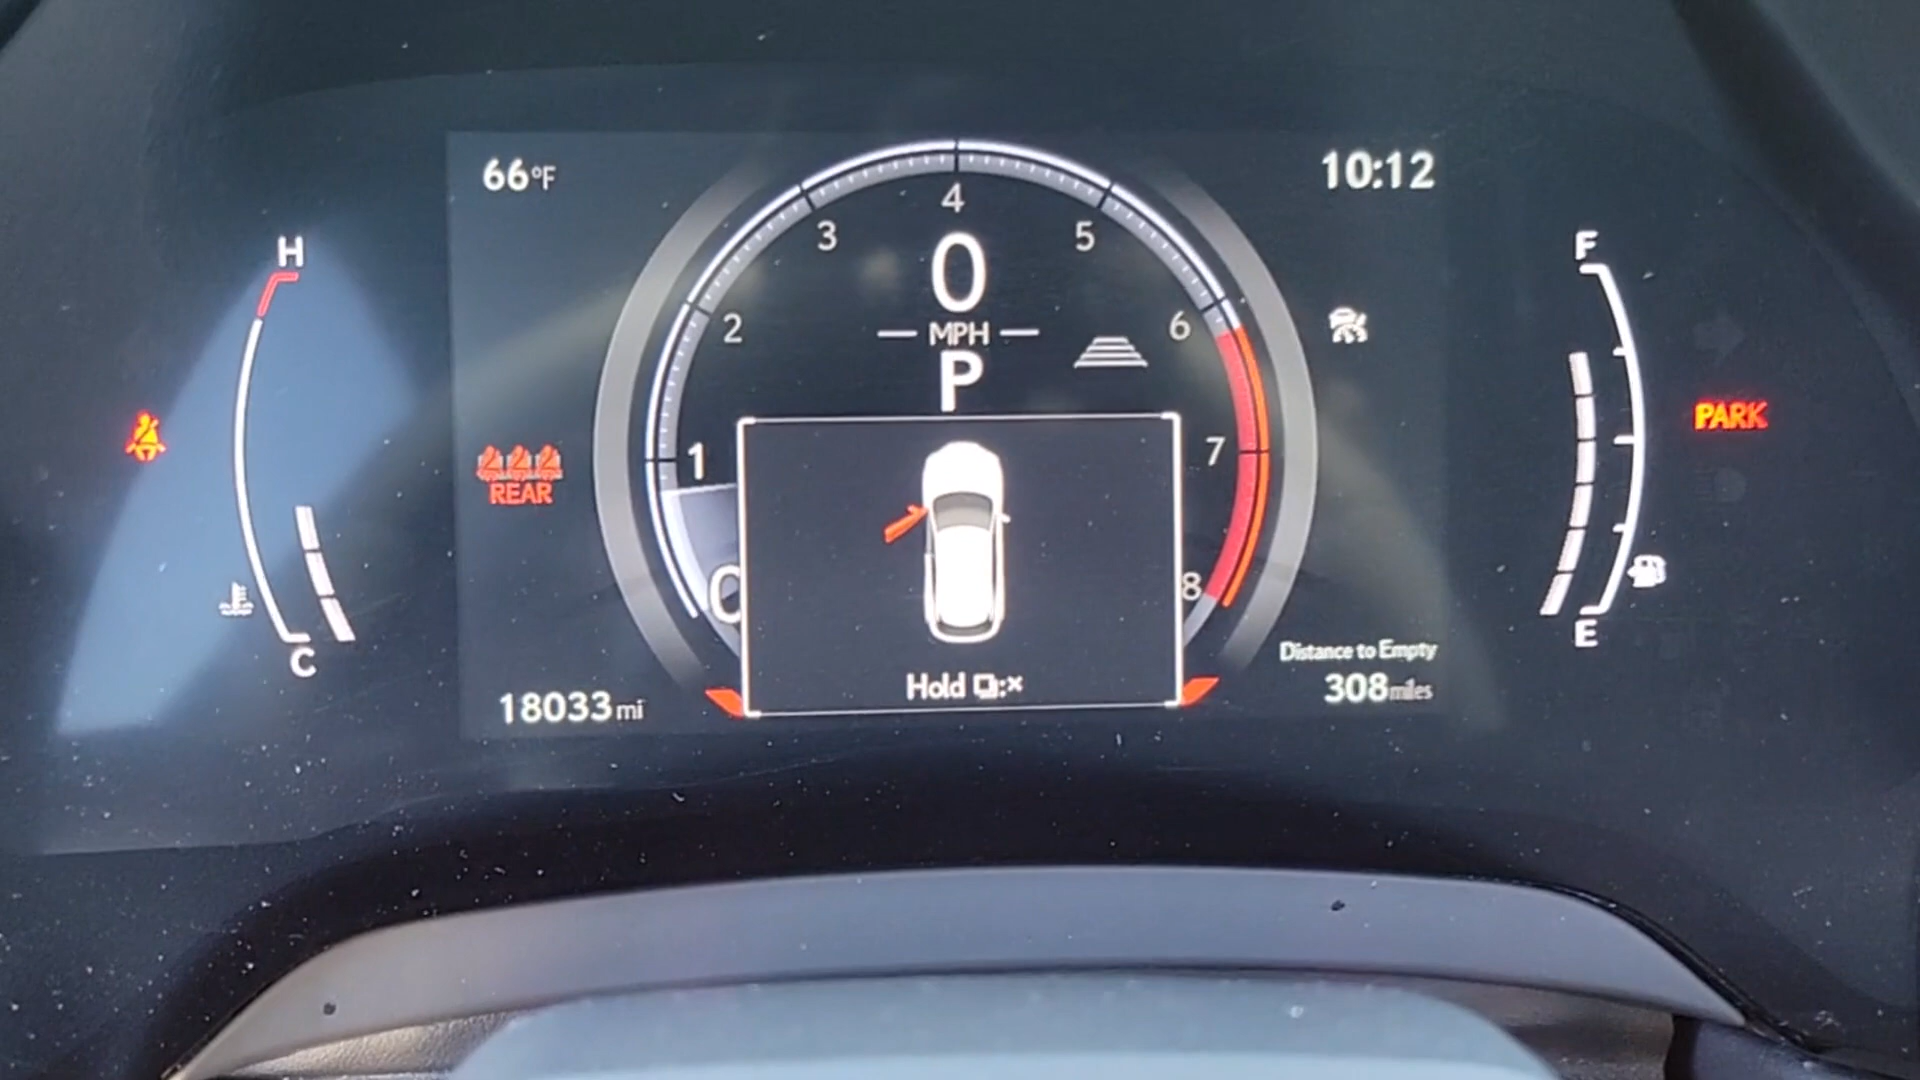 66°F
10:12
H
F
4
3
5
0
2
6
MPH
P
PARK
1
7
REAR
0
8
E
C
Distance to Empty
Hold :×
308 miles
18033 mi